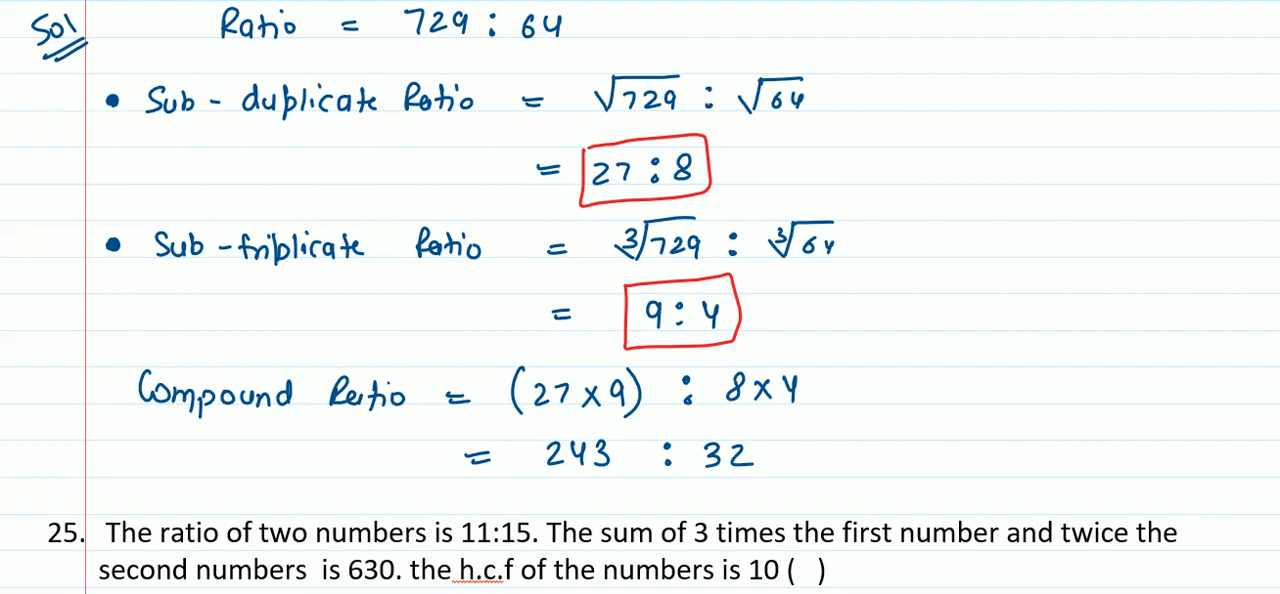 Sol Ratio = 729 : 64
• Sub - duplicate Ratio = √729 : √64
= 27 : 8
• Sub - triplicate Ratio = ³√729 : ³√64
= 9 : 4
Compound Ratio = (27 × 9) : 8 × 4
= 243 : 32
25. The ratio of two numbers is 11:15. The sum of 3 times the first number and twice the
second numbers is 630. the h.c.f of the numbers is 10 ( )